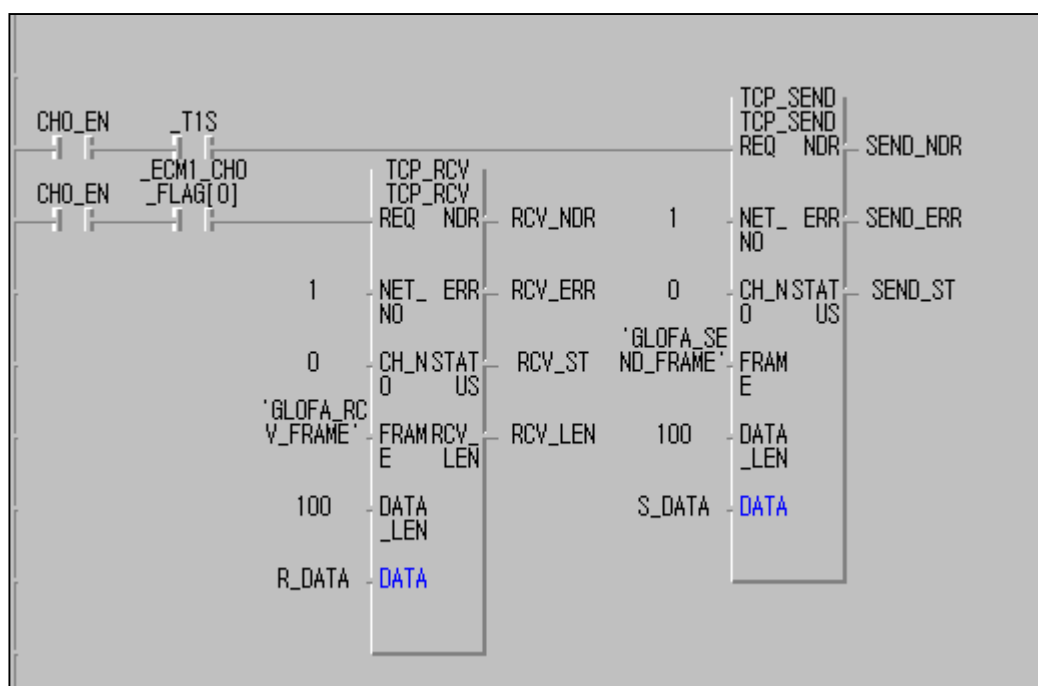 TCP_SEND
TCP_SEND
CH0_EN _T1S
REQ NDR SEND_NDR
_ECM1_CH0
_FLAG[0]
CH0_EN
TCP_RCV
TCP_RCV
REQ NDR RCV_NDR
1 NET_ ERR SEND_ERR
NO
1 NET_ ERR RCV_ERR
NO
0 CH_N STAT SEND_ST
O US
0 CH_N STAT RCV_ST
O US
'GLOFA_SE
ND_FRAME' FRAM
E
'GLOFA_RC
V_FRAME' FRAM RCV_ RCV_LEN
E LEN
100 DATA
_LEN
100 DATA
_LEN
S_DATA DATA
R_DATA DATA